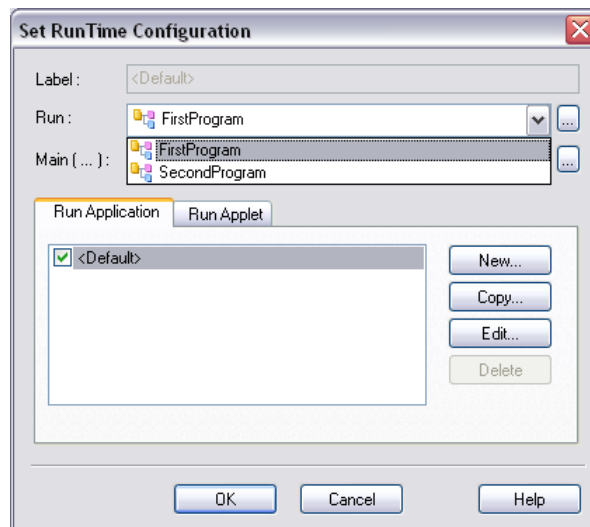 Set RunTime Configuration
Label :
<Default>
Run :
FirstProgram
...
FirstProgram
Main ( ... ) :
...
SecondProgram
Run Application
Run Applet
<Default>
New...
Copy...
Edit...
Delete
OK
Cancel
Help